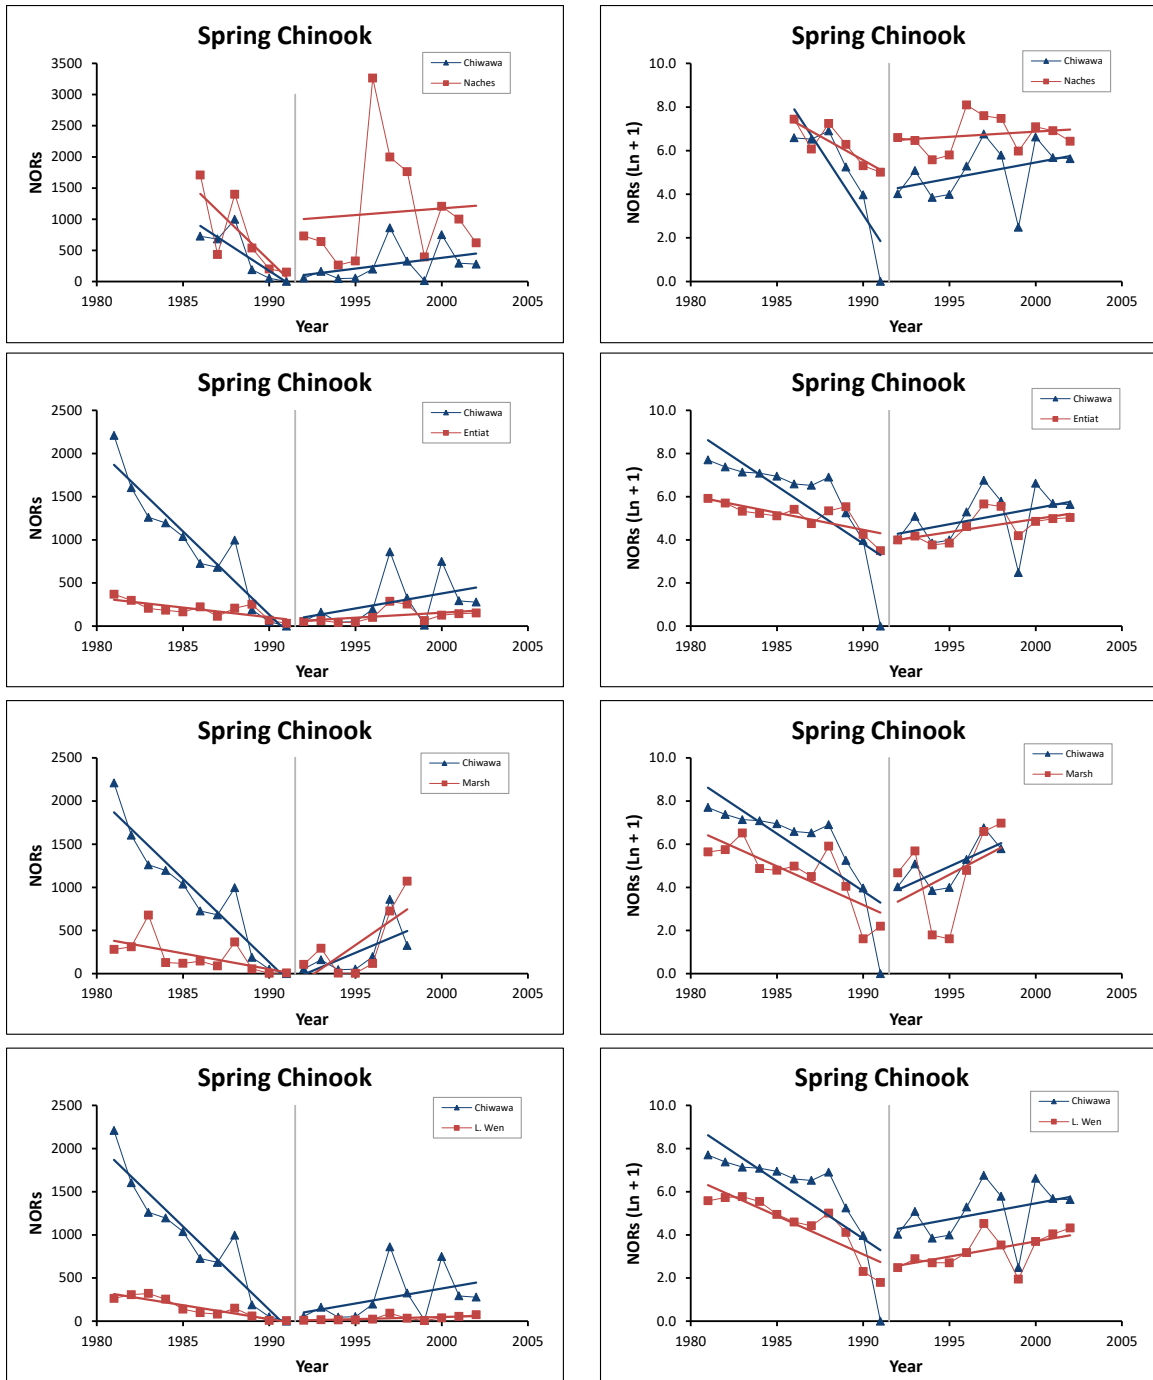 Spring Chinook
Chiwawa
Naches
3500
3000
2500
2000
1500
1000
500
0
NORs
1980 1985 1990 1995 2000 2005
Year
Spring Chinook
Chiwawa
Naches
10.0
8.0
6.0
4.0
2.0
0.0
NORs (Ln + 1)
1980 1985 1990 1995 2000 2005
Year
Spring Chinook
Chiwawa
Entiat
2500
2000
1500
1000
500
0
NORs
1980 1985 1990 1995 2000 2005
Year
Spring Chinook
Chiwawa
Entiat
10.0
8.0
6.0
4.0
2.0
0.0
NORs (Ln + 1)
1980 1985 1990 1995 2000 2005
Year
Spring Chinook
Chiwawa
Marsh
2500
2000
1500
1000
500
0
NORs
1980 1985 1990 1995 2000 2005
Year
Spring Chinook
Chiwawa
Marsh
10.0
8.0
6.0
4.0
2.0
0.0
NORs (Ln + 1)
1980 1985 1990 1995 2000 2005
Year
Spring Chinook
Chiwawa
L. Wen
2500
2000
1500
1000
500
0
NORs
1980 1985 1990 1995 2000 2005
Year
Spring Chinook
Chiwawa
L. Wen
10.0
8.0
6.0
4.0
2.0
0.0
NORs (Ln + 1)
1980 1985 1990 1995 2000 2005
Year